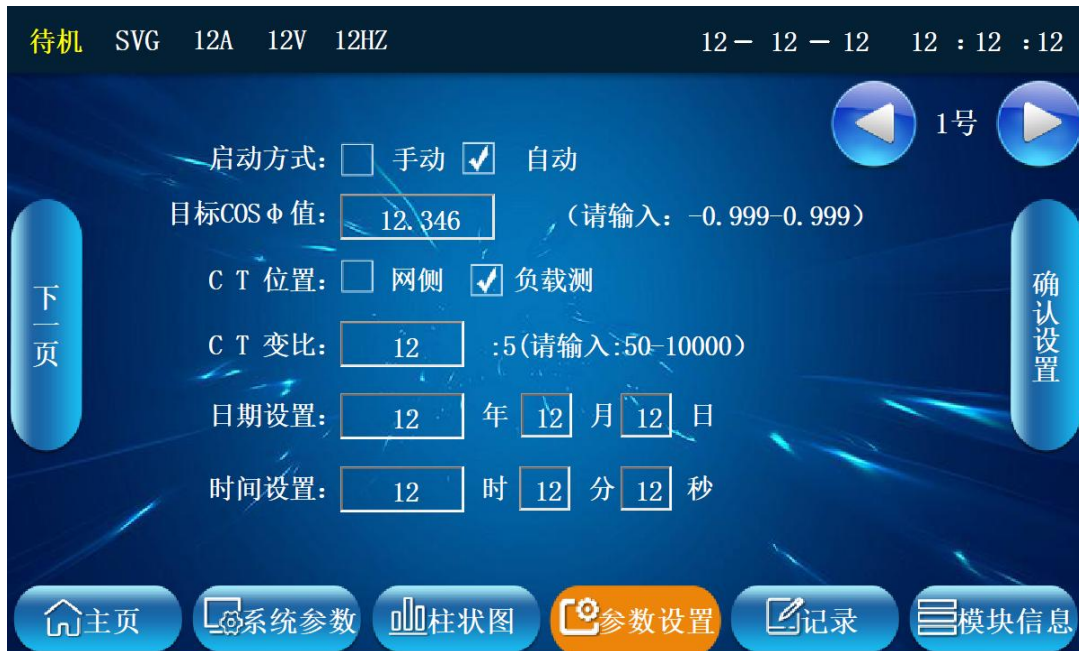 待机 SVG 12A 12V 12HZ 12 - 12 - 12 12 : 12 : 12
1号
启动方式： 手动 自动
目标COSΦ值： 12.346 （请输入：-0.999-0.999）
CT 位置： 网侧 负载测
CT 变比： 12 :5(请输入:50-10000）
日期设置： 12 年 12 月 12 日
时间设置： 12 时 12 分 12 秒
下一页
确认设置
主页 系统参数 柱状图 参数设置 记录 模块信息